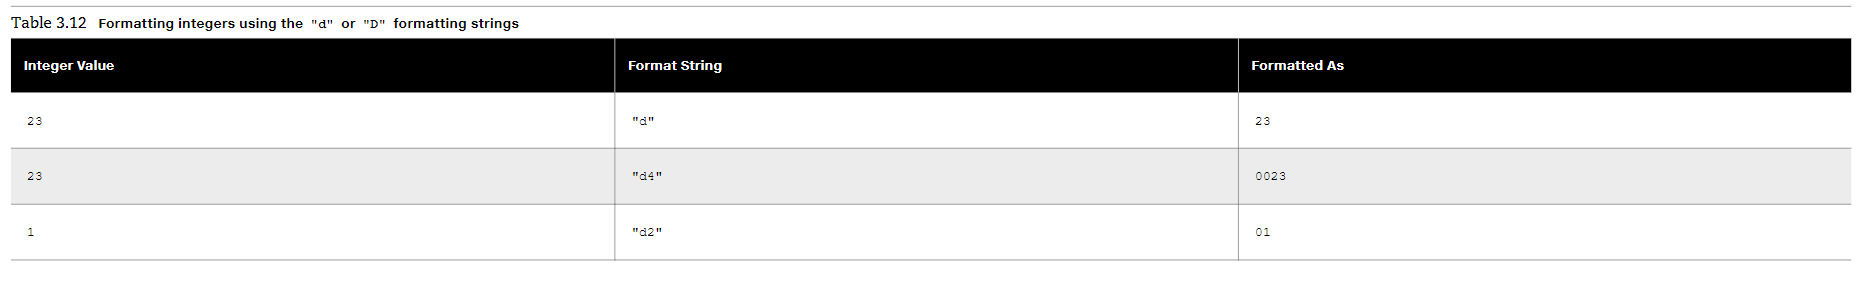 Table 3.12 Formatting integers using the "d" or "D" formatting strings
Integer Value Format String Formatted As
23 "d" 23
23 "d4" 0023
1 "d2" 01